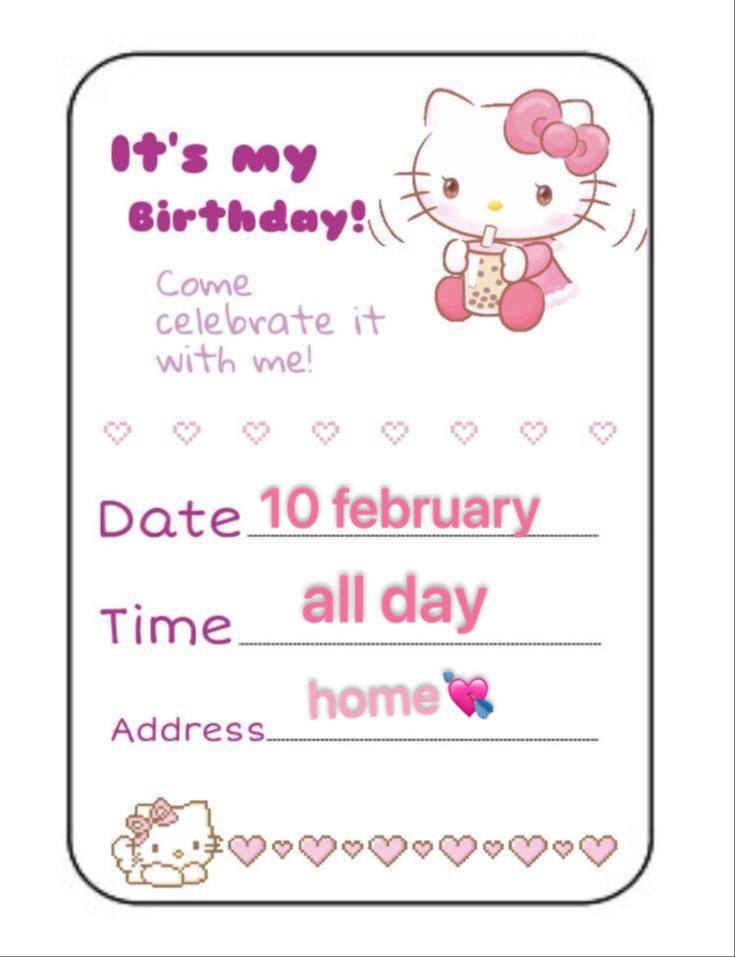 It's my
Birthday!
Come
celebrate it
with me!
Date 10 february
Time all day
Address home💘